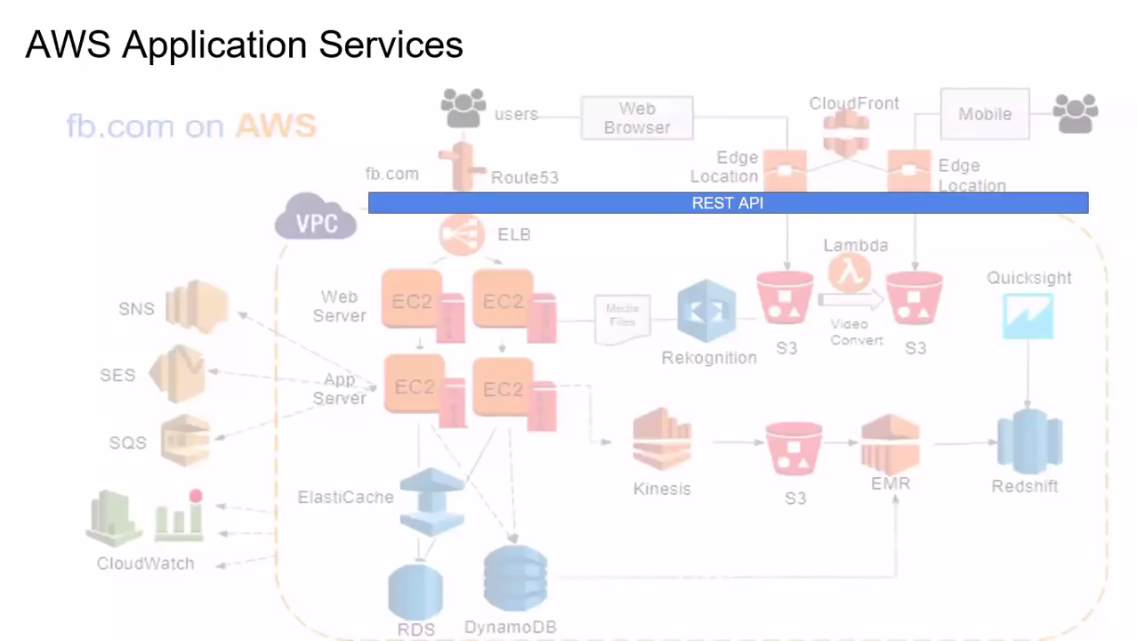 AWS Application Services
fb.com on AWS
users
Web
Browser
CloudFront
Mobile
Edge
Location
Edge
Location
fb.com
Route53
REST API
VPC
ELB
Lambda
Quicksight
SNS
Web
Server
EC2
EC2
Media
Files
Rekognition
S3
Video
Convert
S3
SES
App
Server
EC2
EC2
SQS
Kinesis
S3
EMR
Redshift
ElastiCache
CloudWatch
RDS
DynamoDB